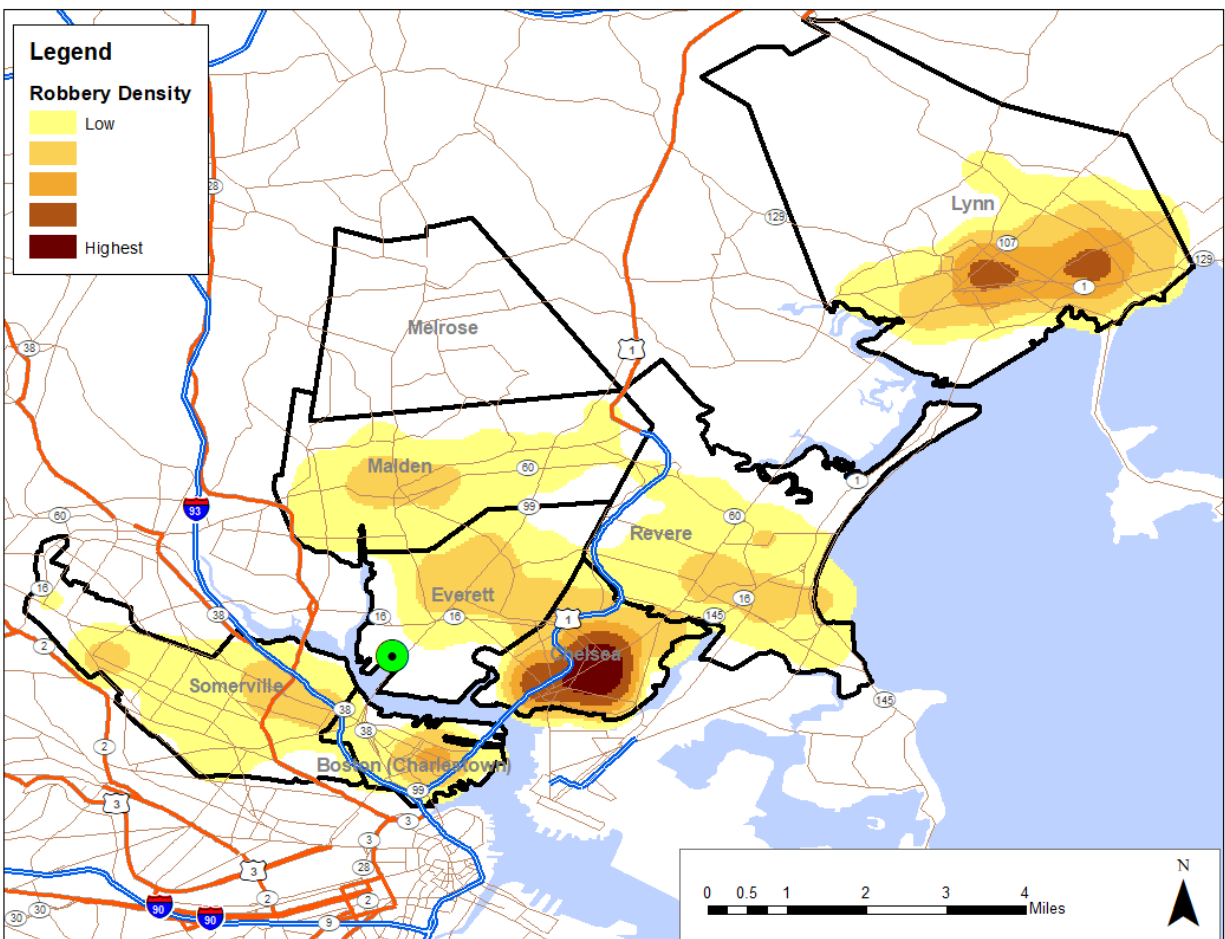 Legend
Robbery Density
Low
Highest
28
38
93
60
16
2
38
2
3
3
2
28
2
90
90
30
30
9
3
3
99
38
38
Somerville
Boston (Charlestown)
Melrose
Malden
60
99
Everett
16
16
1
Chelsea
1
Revere
60
16
145
145
1
129
Lynn
107
1
129
N
0 0.5 1 2 3 4
Miles